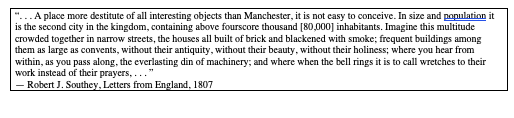 “. . . A place more destitute of all interesting objects than Manchester, it is not easy to conceive. In size and population it
is the second city in the kingdom, containing above fourscore thousand [80,000] inhabitants. Imagine this multitude
crowded together in narrow streets, the houses all built of brick and blackened with smoke; frequent buildings among
them as large as convents, without their antiquity, without their beauty, without their holiness; where you hear from
within, as you pass along, the everlasting din of machinery; and where when the bell rings it is to call wretches to their
work instead of their prayers, . . . ”
— Robert J. Southey, Letters from England, 1807